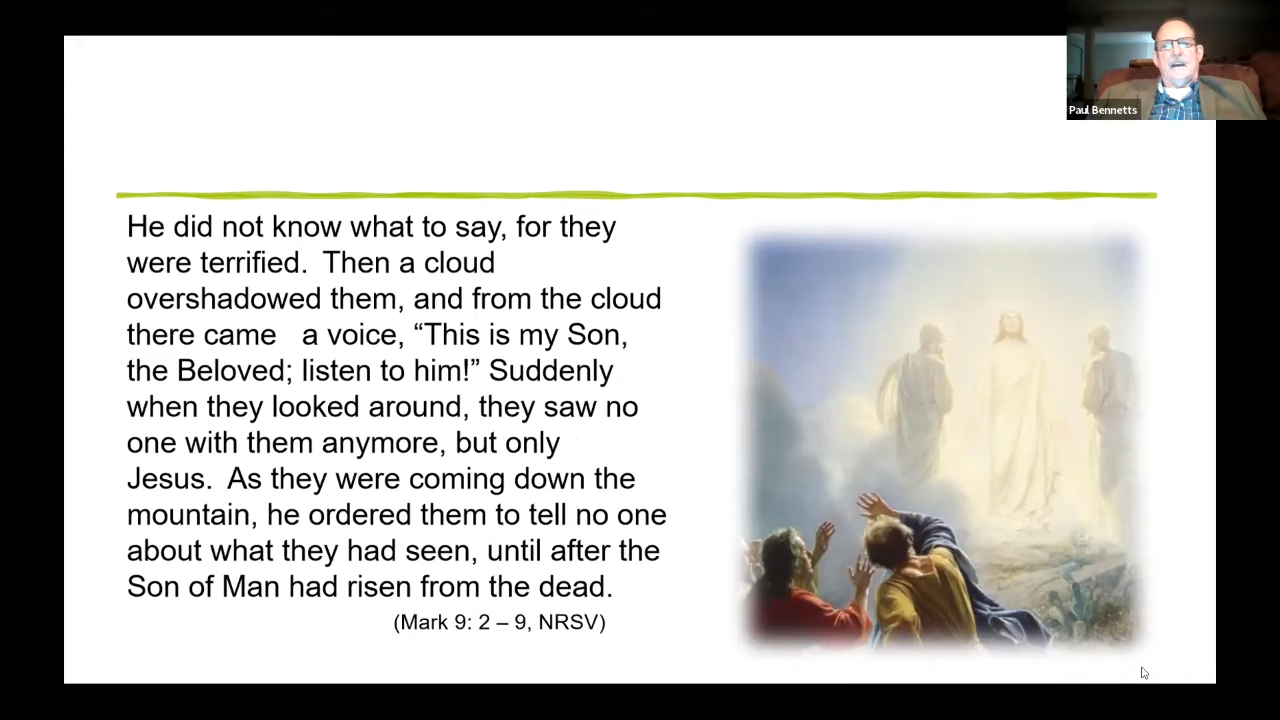 Paul Bennetts
He did not know what to say, for they
were terrified.  Then a cloud
overshadowed them, and from the cloud
there came   a voice, “This is my Son,
the Beloved; listen to him!” Suddenly
when they looked around, they saw no
one with them anymore, but only
Jesus.  As they were coming down the
mountain, he ordered them to tell no one
about what they had seen, until after the
Son of Man had risen from the dead.
(Mark 9: 2 – 9, NRSV)